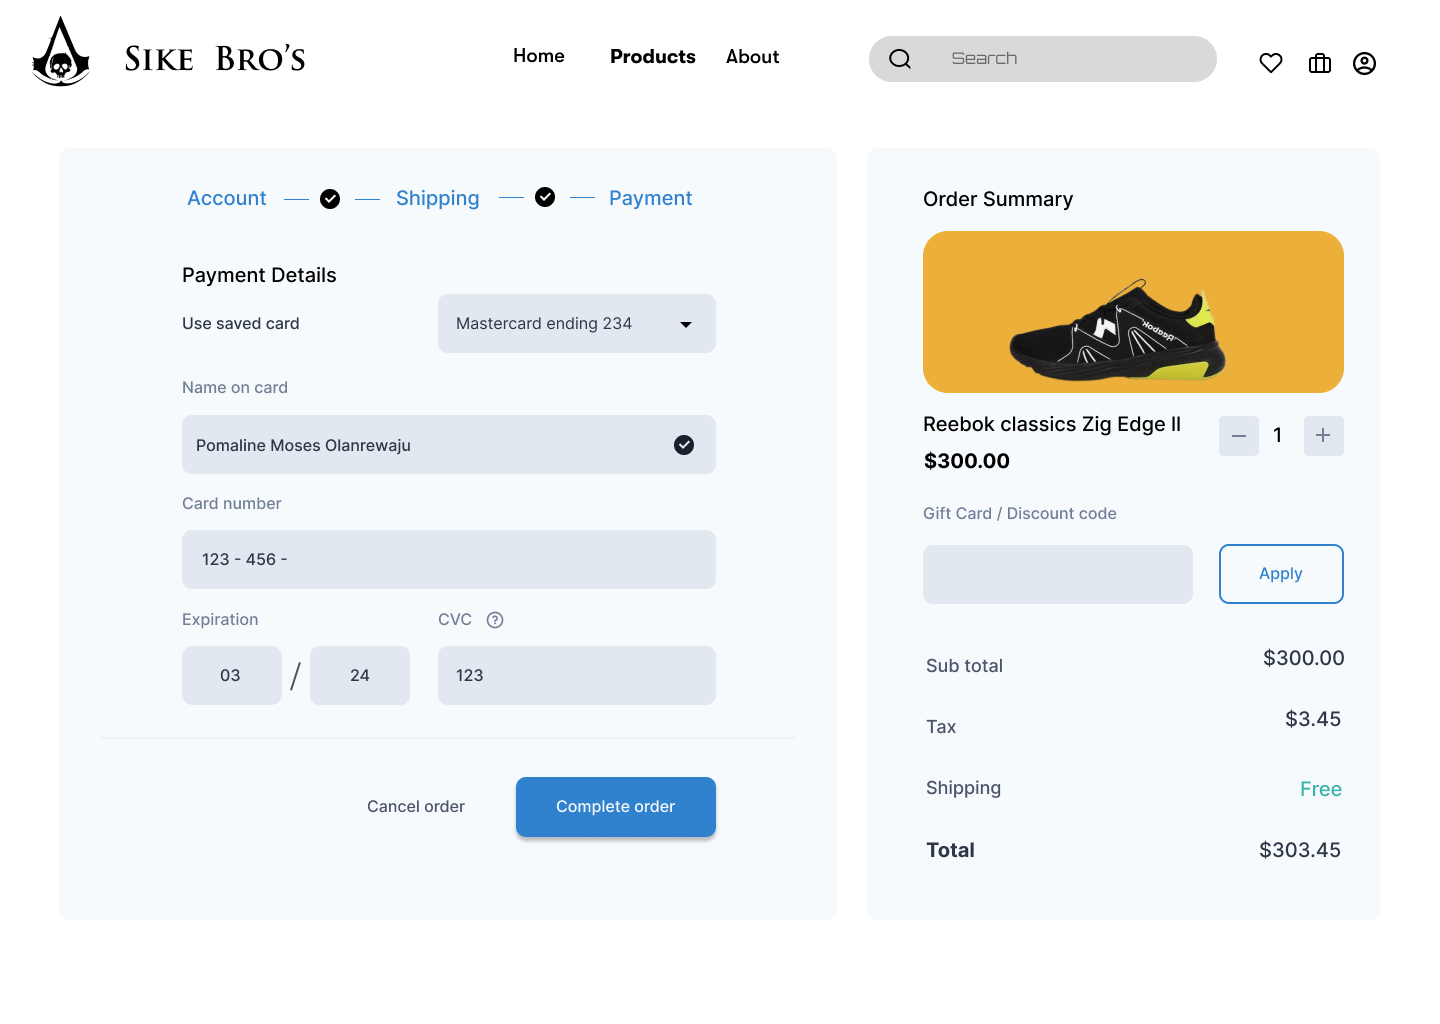 Sike Bro’s
Home Products About
Search
Account Shipping Payment
Payment Details
Use saved card
Mastercard ending 234
Name on card
Pomaline Moses Olanrewaju
Card number
123 - 456 -
Expiration
CVC ?
03 / 24
123
Cancel order
Complete order
Order Summary
Reebok
Reebok classics Zig Edge ll
1
$300.00
Gift Card / Discount code
Apply
Sub total $300.00
Tax $3.45
Shipping Free
Total $303.45